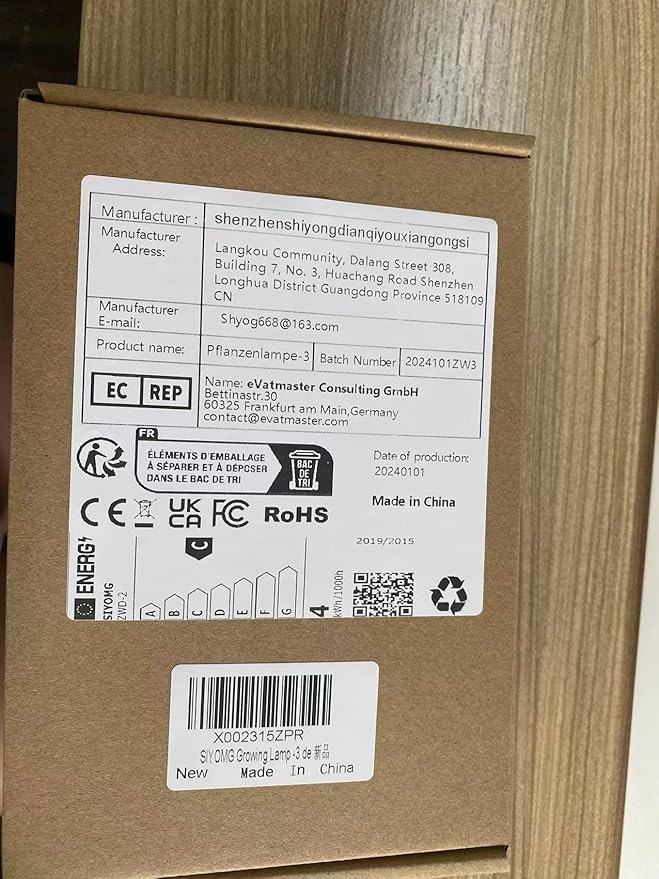 Manufacturer : shenzhenshiyongdianqiyouxiangongsi
Manufacturer
Address:
Langkou Community, Dalang Street 308,
Building 7, No. 3, Huachang Road Shenzhen
Longhua District Guangdong Province 518109
CN
Manufacturer
E-mail:
Shyog668@163.com
Product name: Pflanzenlampe-3 Batch Number 2024101ZW3
EC REP
Name: eVatmaster Consulting GmbH
Bettinastr.30
60325 Frankfurt am Main,Germany
contact@evatmaster.com
FR
ÉLÉMENTS D'EMBALLAGE
À SÉPARER ET À DÉPOSER
DANS LE BAC DE TRI
BAC
DE
TRI
Date of production:
20240101
CE UK
CA FC RoHS
Made in China
2019/2015
ENERG
SIYOMG
ZWD-2
C
A
B
C
D
E
F
G
4
kWh/1000h
X002315ZPR
SIYOMG Growing Lamp -3 de 新品
New Made In China